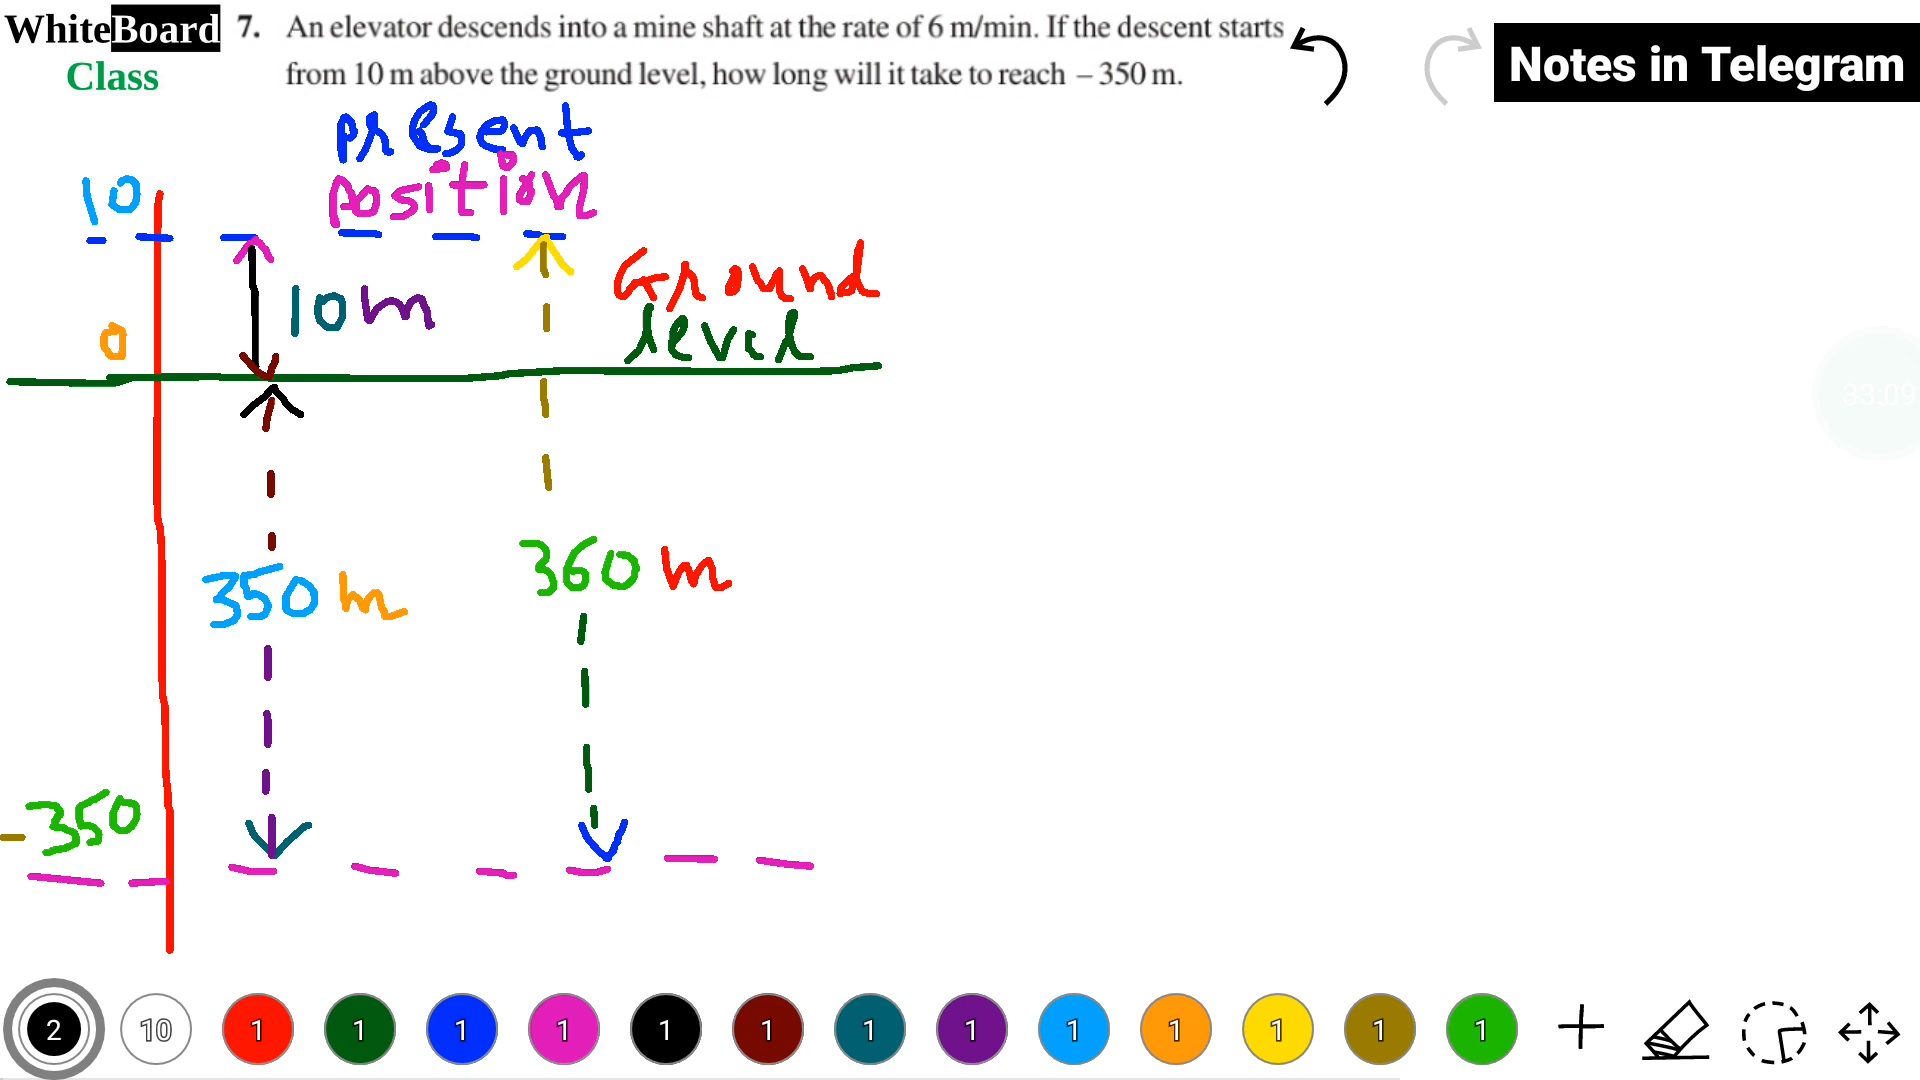 WhiteBoard
Class
7. An elevator descends into a mine shaft at the rate of 6 m/min. If the descent starts
from 10 m above the ground level, how long will it take to reach – 350 m.
Notes in Telegram
present
position
10
Ground
level
10m
0
33:09
350 m
360 m
-350
2 10 1 1 1 1 1 1 1 1 1 1 1 1 1